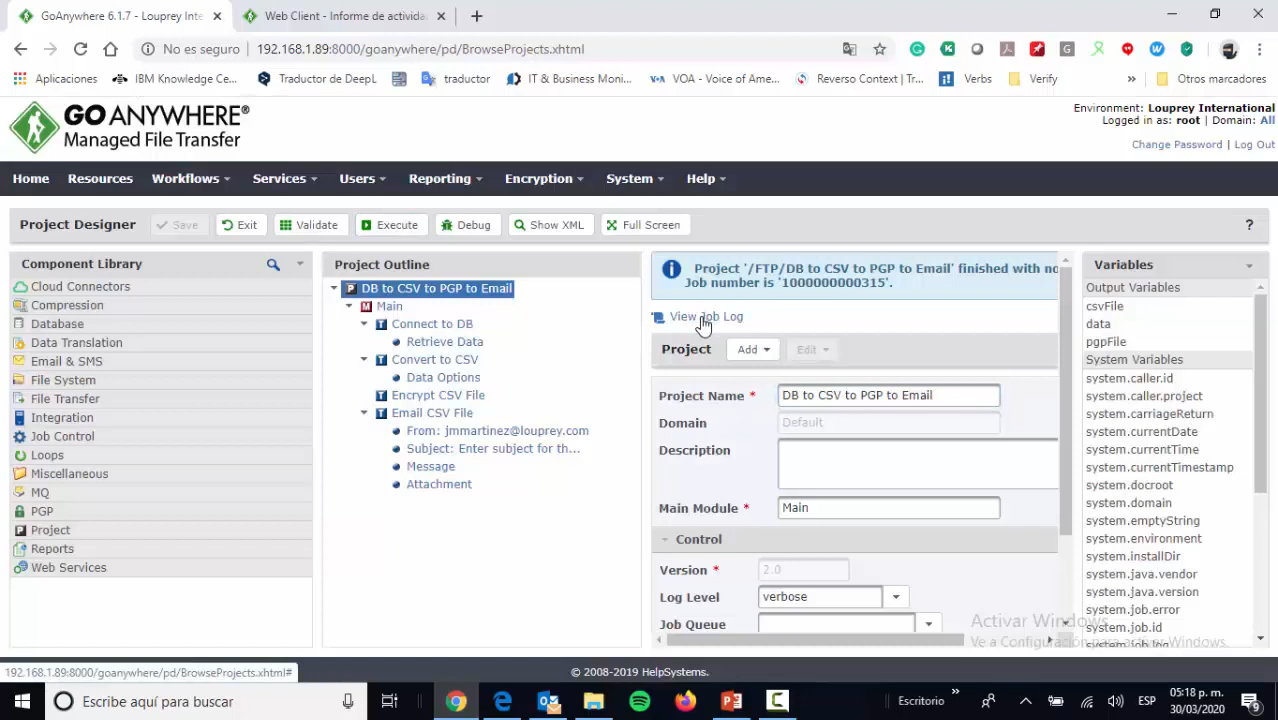 GoAnywhere 6.1.7 - Louprey Inte
Web Client - Informe de activida
No es seguro
192.168.1.89:8000/goanywhere/pd/BrowseProjects.xhtml
Aplicaciones
IBM Knowledge Ce...
Traductor de DeepL
traductor
IT & Business Moni...
VOA - Voice of Ame...
Reverso Context | Tr...
Verbs
Verify
»
Otros marcadores
GO ANYWHERE®
Managed File Transfer
Environment: Louprey International
Logged in as: root | Domain: All
Change Password | Log Out
Home Resources Workflows Services Users Reporting Encryption System Help
Project Designer
Save Exit Validate Execute Debug Show XML Full Screen ?
Component Library
Cloud Connectors
Compression
Database
Data Translation
Email & SMS
File System
File Transfer
Integration
Job Control
Loops
Miscellaneous
MQ
PGP
Project
Reports
Web Services
Project Outline
DB to CSV to PGP to Email
Main
Connect to DB
Retrieve Data
Convert to CSV
Data Options
Encrypt CSV File
Email CSV File
From: jmmartinez@louprey.com
Subject: Enter subject for th...
Message
Attachment
Project '/FTP/DB to CSV to PGP to Email' finished with no
Job number is '1000000000315'.
View Job Log
Project Add Edit
Project Name * DB to CSV to PGP to Email
Domain Default
Description
Main Module * Main
Control
Version * 2.0
Log Level verbose
Job Queue
Variables
Output Variables
csvFile
data
pgpFile
System Variables
system.caller.id
system.caller.project
system.carriageReturn
system.currentDate
system.currentTime
system.currentTimestamp
system.docroot
system.domain
system.emptyString
system.environment
system.installDir
system.java.vendor
system.java.version
system.job.error
system.job.id
system.job.log
Activar Windows
Ve a Configuración para activar Windows.
192.168.1.89:8000/goanywhere/pd/BrowseProjects.xhtml#
© 2008-2019 HelpSystems.
Escribe aquí para buscar
Escritorio
»
ESP
05:18 p. m.
30/03/2020
9